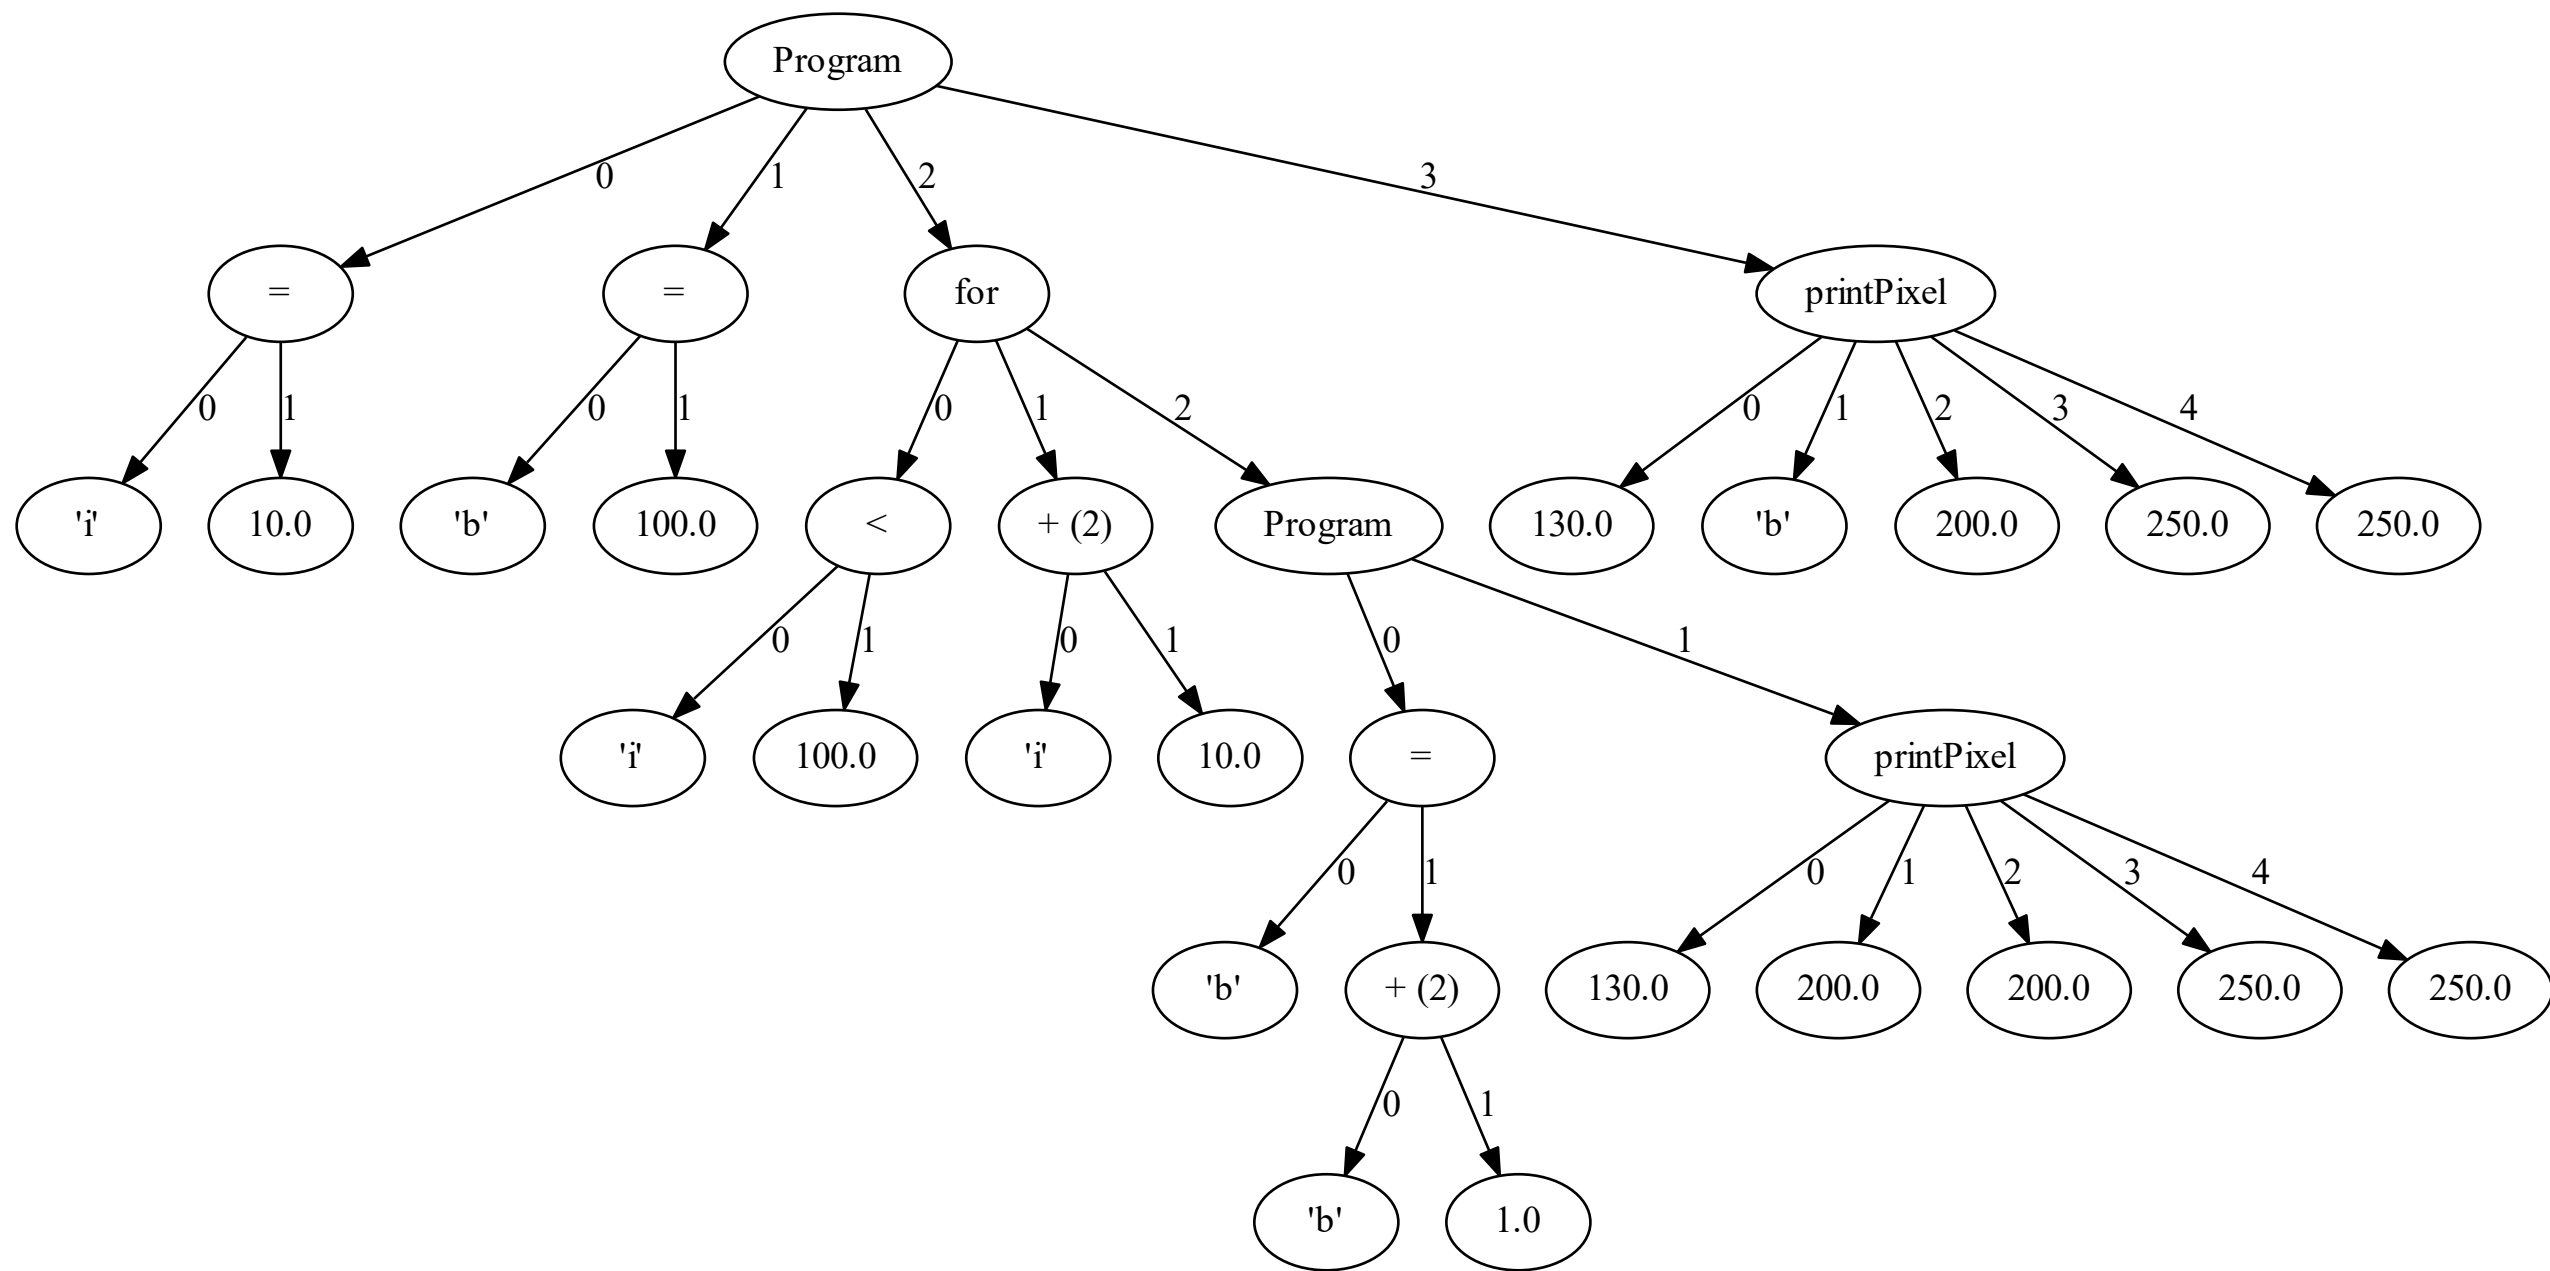 Program
0 1 2 3
= = for printPixel
0 1 0 1 0 1 2 0 1 2 3 4
'i' 10.0 'b' 100.0 < + (2) Program 130.0 'b' 200.0 250.0 250.0
0 1 0 1 0 1
'i' 100.0 'i' 10.0 = printPixel
0 1 0 1 2 3 4
'b' + (2) 130.0 200.0 200.0 250.0 250.0
0 1
'b' 1.0